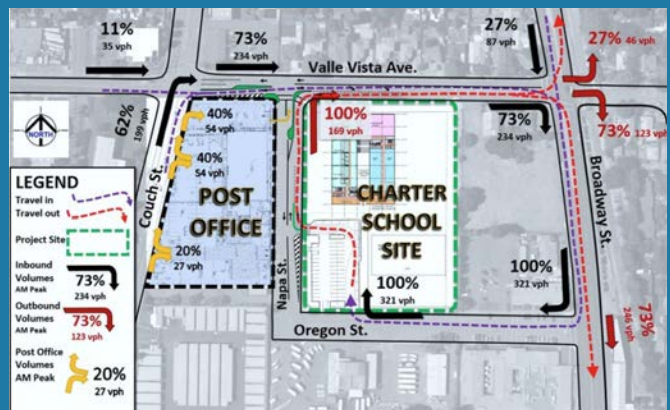 11%
35 vph
73%
234 vph
27%
87 vph
27% 46 vph
Valle Vista Ave.
62%
199 vph
40%
54 vph
100%
169 vph
73%
234 vph
73% 123 vph
NORTH
40%
54 vph
Couch St.
POST
OFFICE
CHARTER
SCHOOL
SITE
Broadway St.
LEGEND
Travel in
Travel out
Project Site
Inbound
Volumes
AM Peak
73%
234 vph
Outbound
Volumes
AM Peak
73%
123 vph
Post Office
Volumes
AM Peak
20%
27 vph
20%
27 vph
Napa St.
100%
321 vph
100%
321 vph
Oregon St.
73%
246 vph